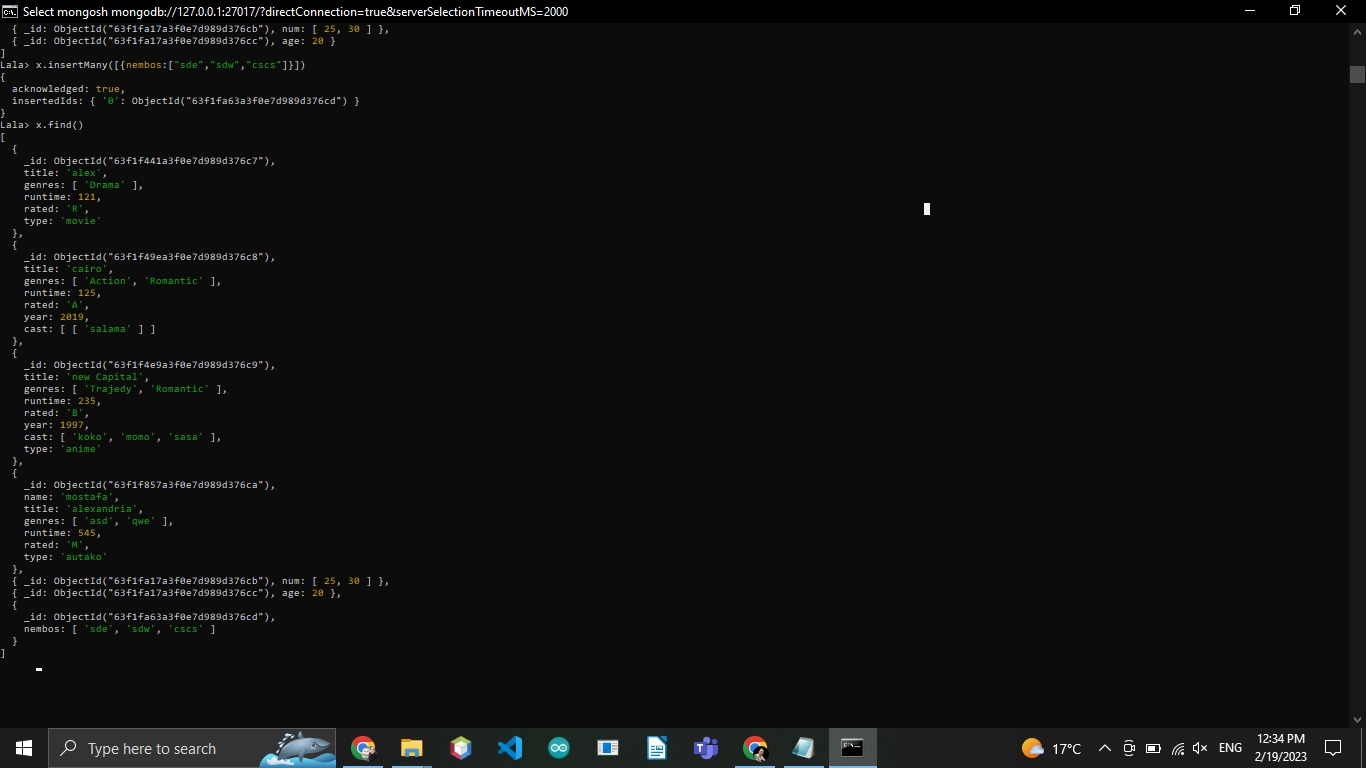 Select mongosh mongodb://127.0.0.1:27017/?directConnection=true&serverSelectionTimeoutMS=2000
  { _id: ObjectId("63f1fa17a3f0e7d989d376cb"), num: [ 25, 30 ] },
  { _id: ObjectId("63f1fa17a3f0e7d989d376cc"), age: 20 }
]
Lala> x.insertMany([{nembos:["sde","sdw","cscs"]}])
{
  acknowledged: true,
  insertedIds: { '0': ObjectId("63f1fa63a3f0e7d989d376cd") }
}
Lala> x.find()
[
  {
    _id: ObjectId("63f1f441a3f0e7d989d376c7"),
    title: 'alex',
    genres: [ 'Drama' ],
    runtime: 121,
    rated: 'R',
    type: 'movie'
  },
  {
    _id: ObjectId("63f1f49ea3f0e7d989d376c8"),
    title: 'cairo',
    genres: [ 'Action', 'Romantic' ],
    runtime: 125,
    rated: 'A',
    year: 2019,
    cast: [ [ 'salama' ] ]
  },
  {
    _id: ObjectId("63f1f4e9a3f0e7d989d376c9"),
    title: 'new Capital',
    genres: [ 'Trajedy', 'Romantic' ],
    runtime: 235,
    rated: 'B',
    year: 1997,
    cast: [ 'koko', 'momo', 'sasa' ],
    type: 'anime'
  },
  {
    _id: ObjectId("63f1f857a3f0e7d989d376ca"),
    name: 'mostafa',
    title: 'alexandria',
    genres: [ 'asd', 'qwe' ],
    runtime: 545,
    rated: 'M',
    type: 'autako'
  },
  { _id: ObjectId("63f1fa17a3f0e7d989d376cb"), num: [ 25, 30 ] },
  { _id: ObjectId("63f1fa17a3f0e7d989d376cc"), age: 20 },
  {
    _id: ObjectId("63f1fa63a3f0e7d989d376cd"),
    nembos: [ 'sde', 'sdw', 'cscs' ]
  }
]
Type here to search
17°C
ENG
12:34 PM
2/19/2023